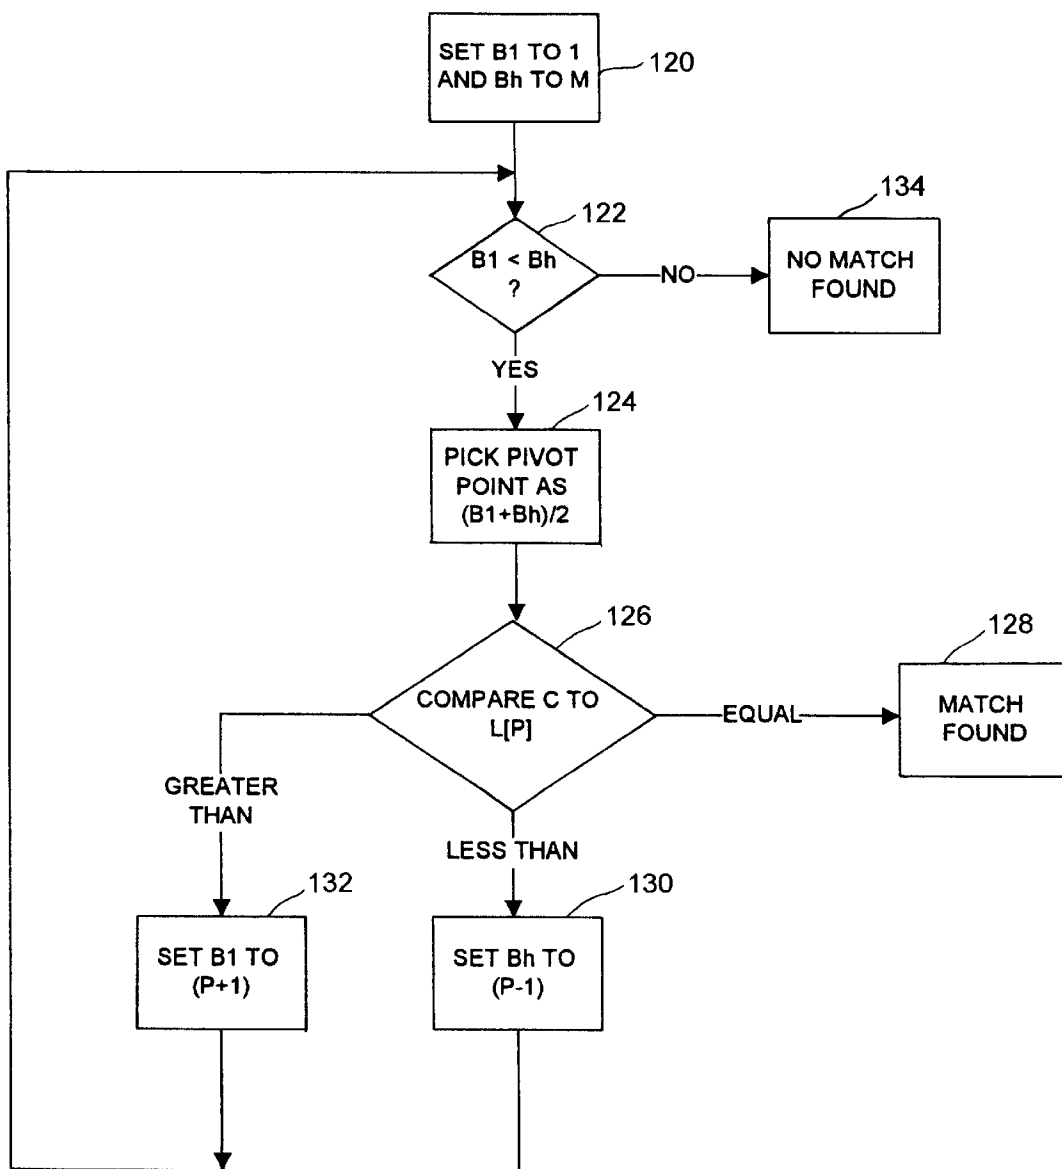 SET B1 TO 1
AND Bh TO M
120
134
122
B1 < Bh
?
NO
NO MATCH
FOUND
YES
124
PICK PIVOT
POINT AS
(B1+Bh)/2
126
128
COMPARE C TO
L[P]
EQUAL
MATCH
FOUND
GREATER
THAN
LESS THAN
132
130
SET B1 TO
(P+1)
SET Bh TO
(P-1)